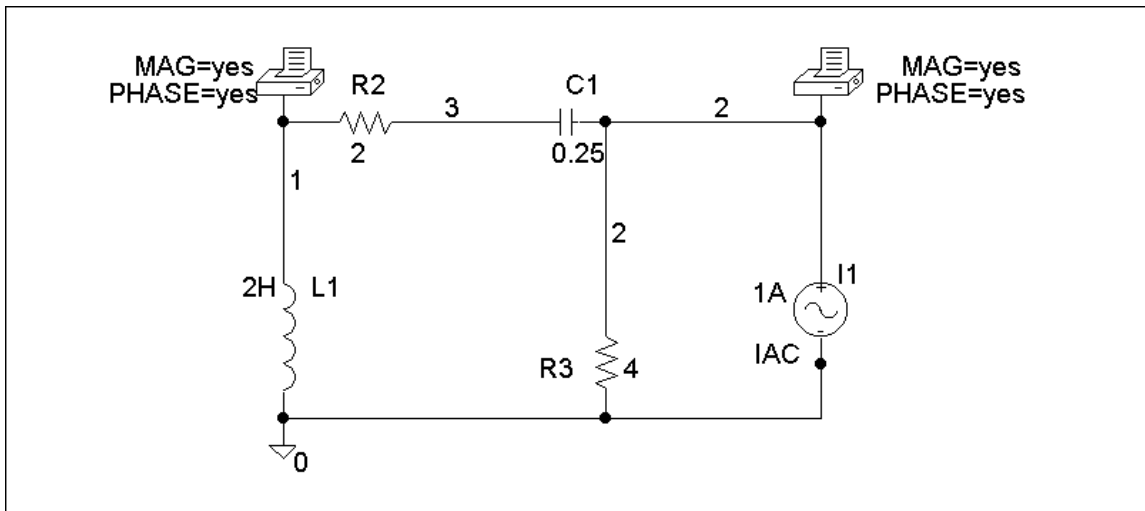 MAG=yes
PHASE=yes
R2
2
3
C1
0.25
2
MAG=yes
PHASE=yes
1
2
2H
L1
R3
4
1A
I1
+
-
IAC
0